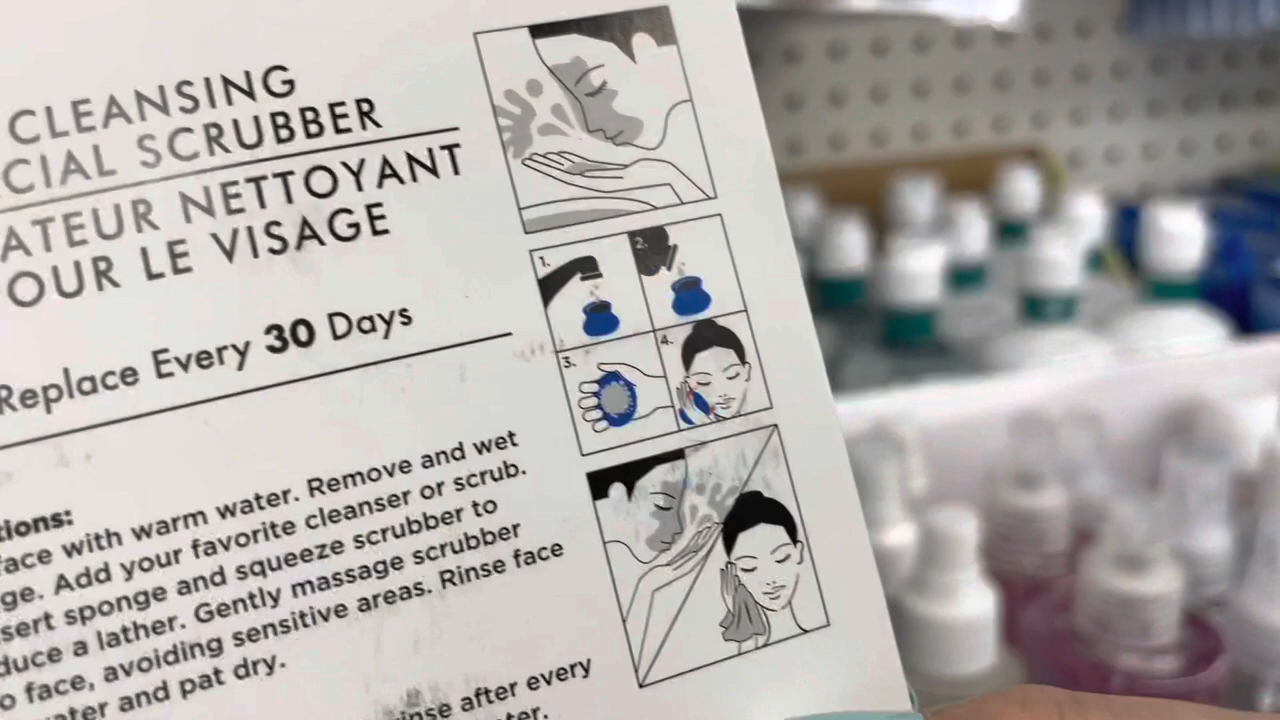 CLEANSING
CIAL SCRUBBER
ATEUR NETTOYANT
OUR LE VISAGE
Replace Every 30 Days
tions:
face with warm water. Remove and wet
ge. Add your favorite cleanser or scrub.
sert sponge and squeeze scrubber to
duce a lather. Gently massage scrubber
o face, avoiding sensitive areas. Rinse face
water and pat dry.
rinse after every
ter.
1.
2.
3.
4.